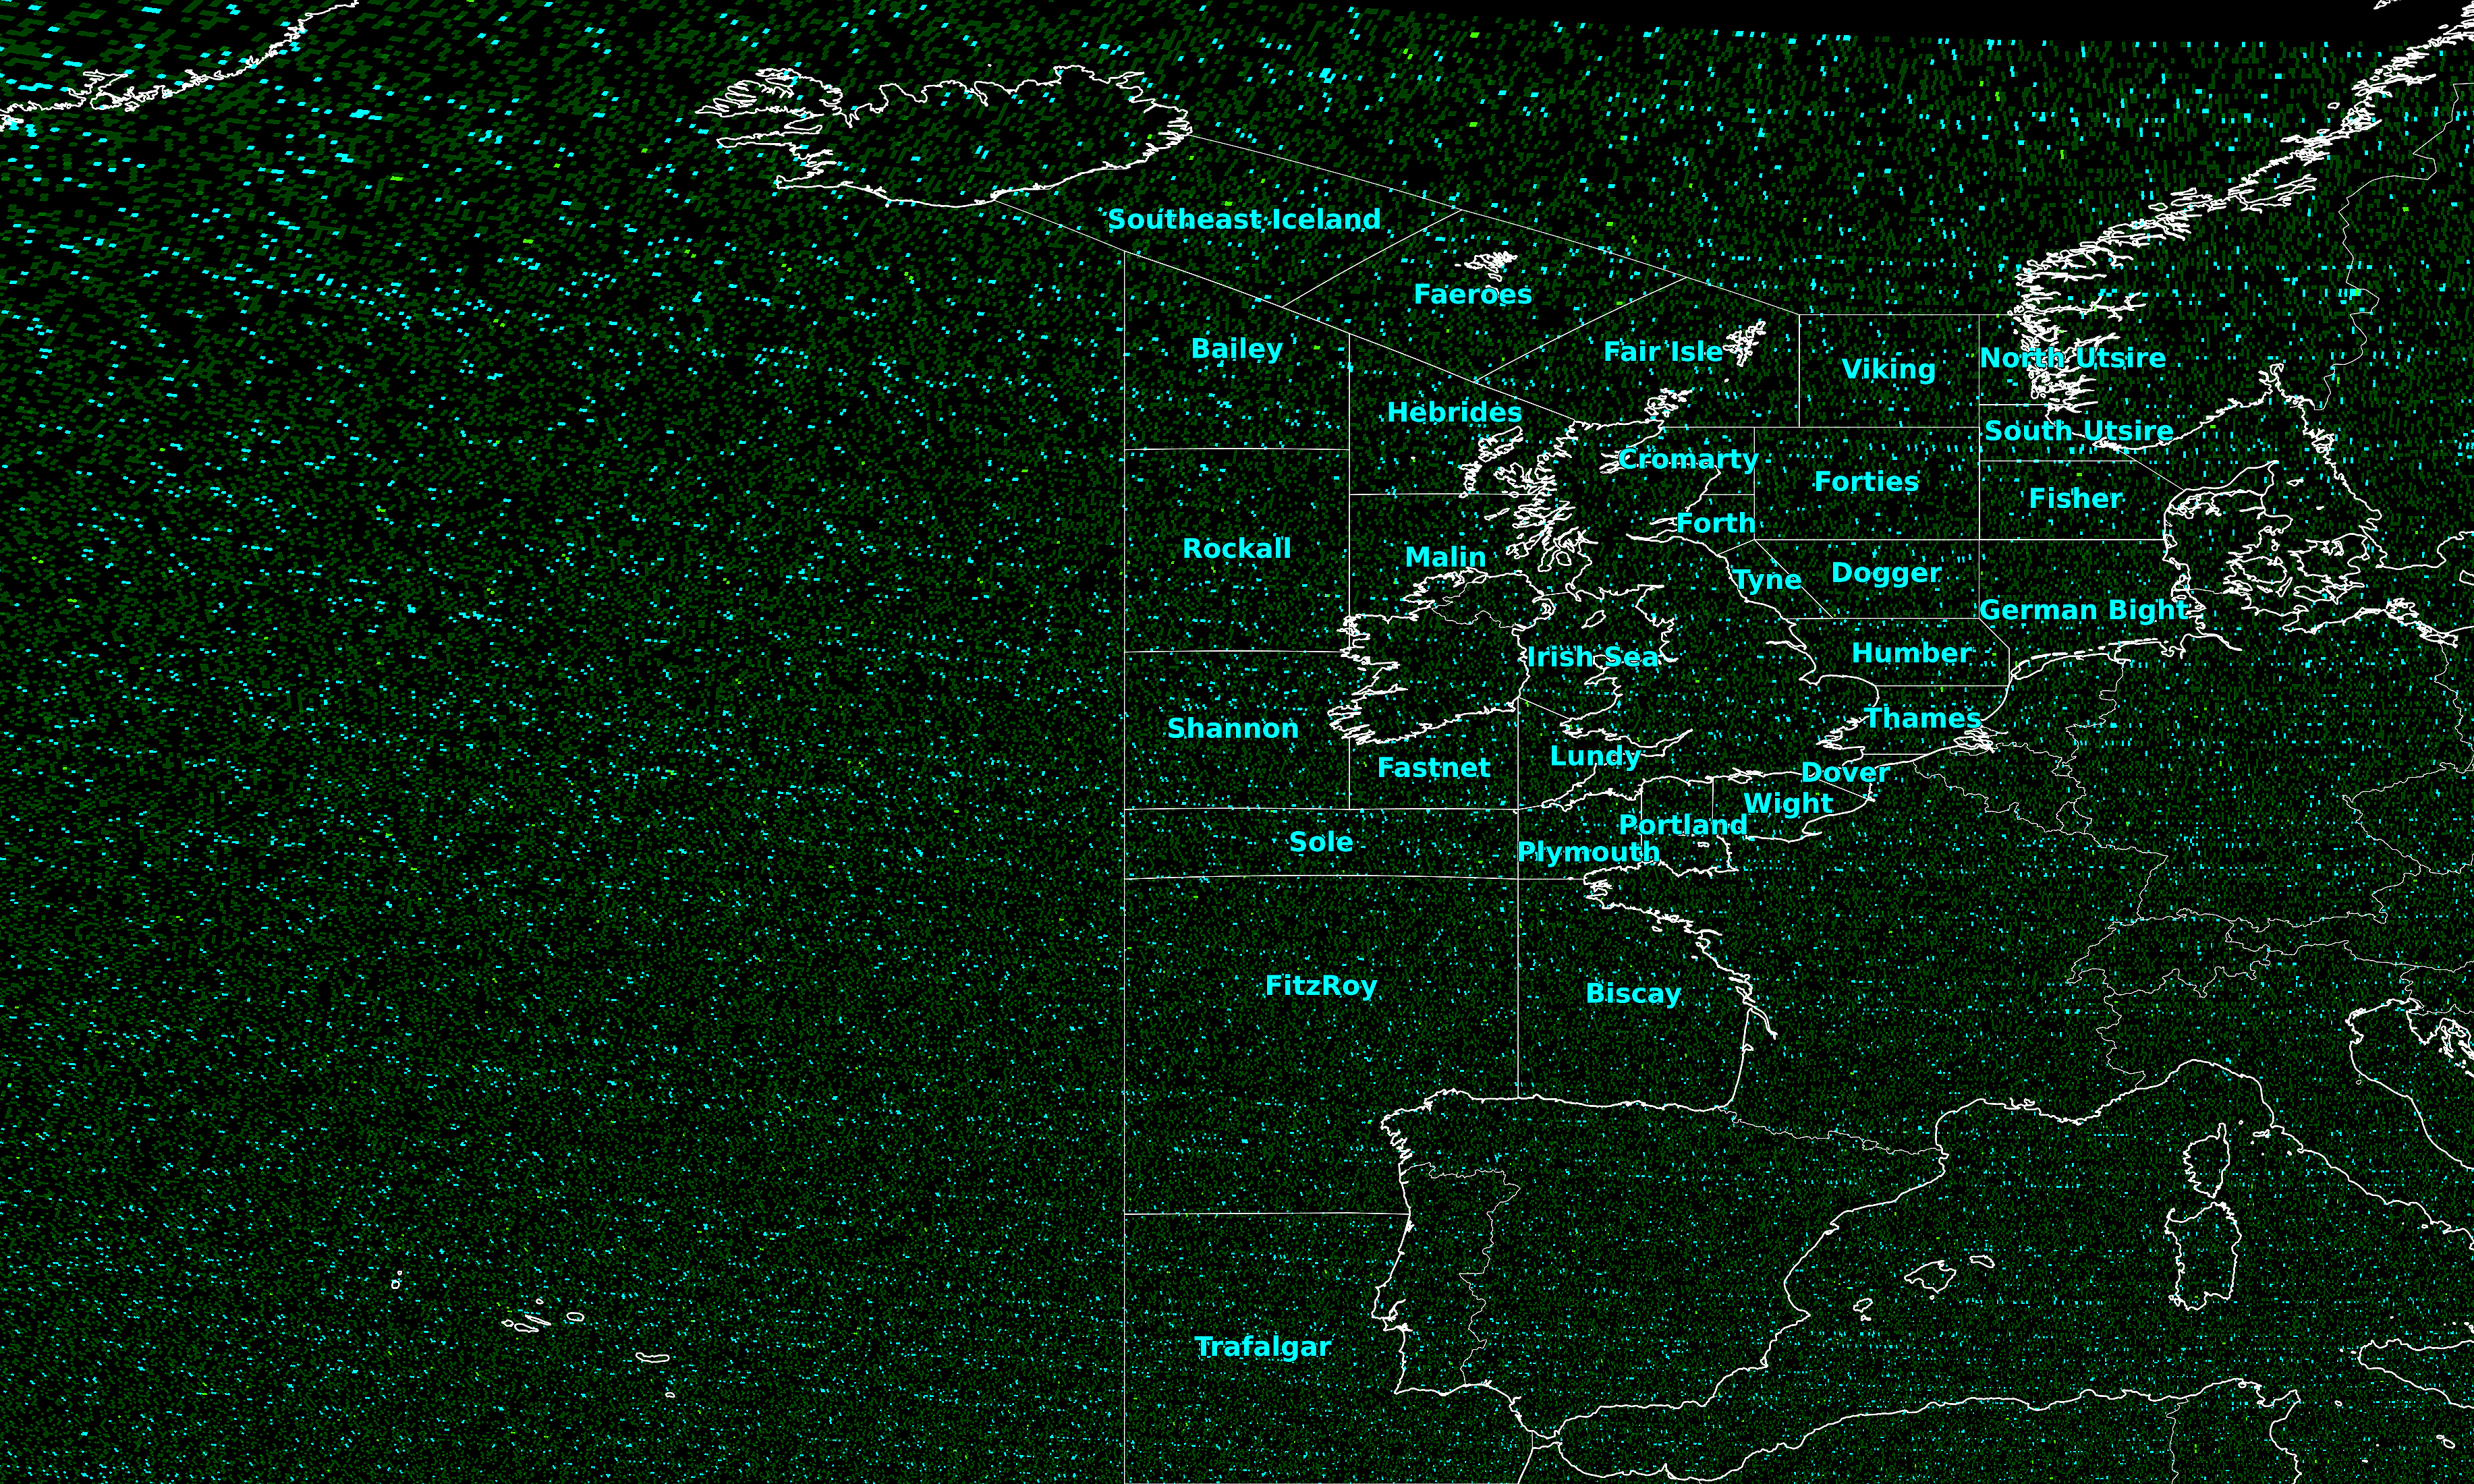 Southeast Iceland
Faeroes
Bailey
Fair Isle
Viking
North Utsire
Hebrides
South Utsire
Cromarty
Forties
Fisher
Forth
Rockall
Malin
Tyne
Dogger
German Bight
Irish Sea
Humber
Shannon
Thames
Fastnet
Lundy
Dover
Wight
Portland
Sole
Plymouth
FitzRoy
Biscay
Trafalgar